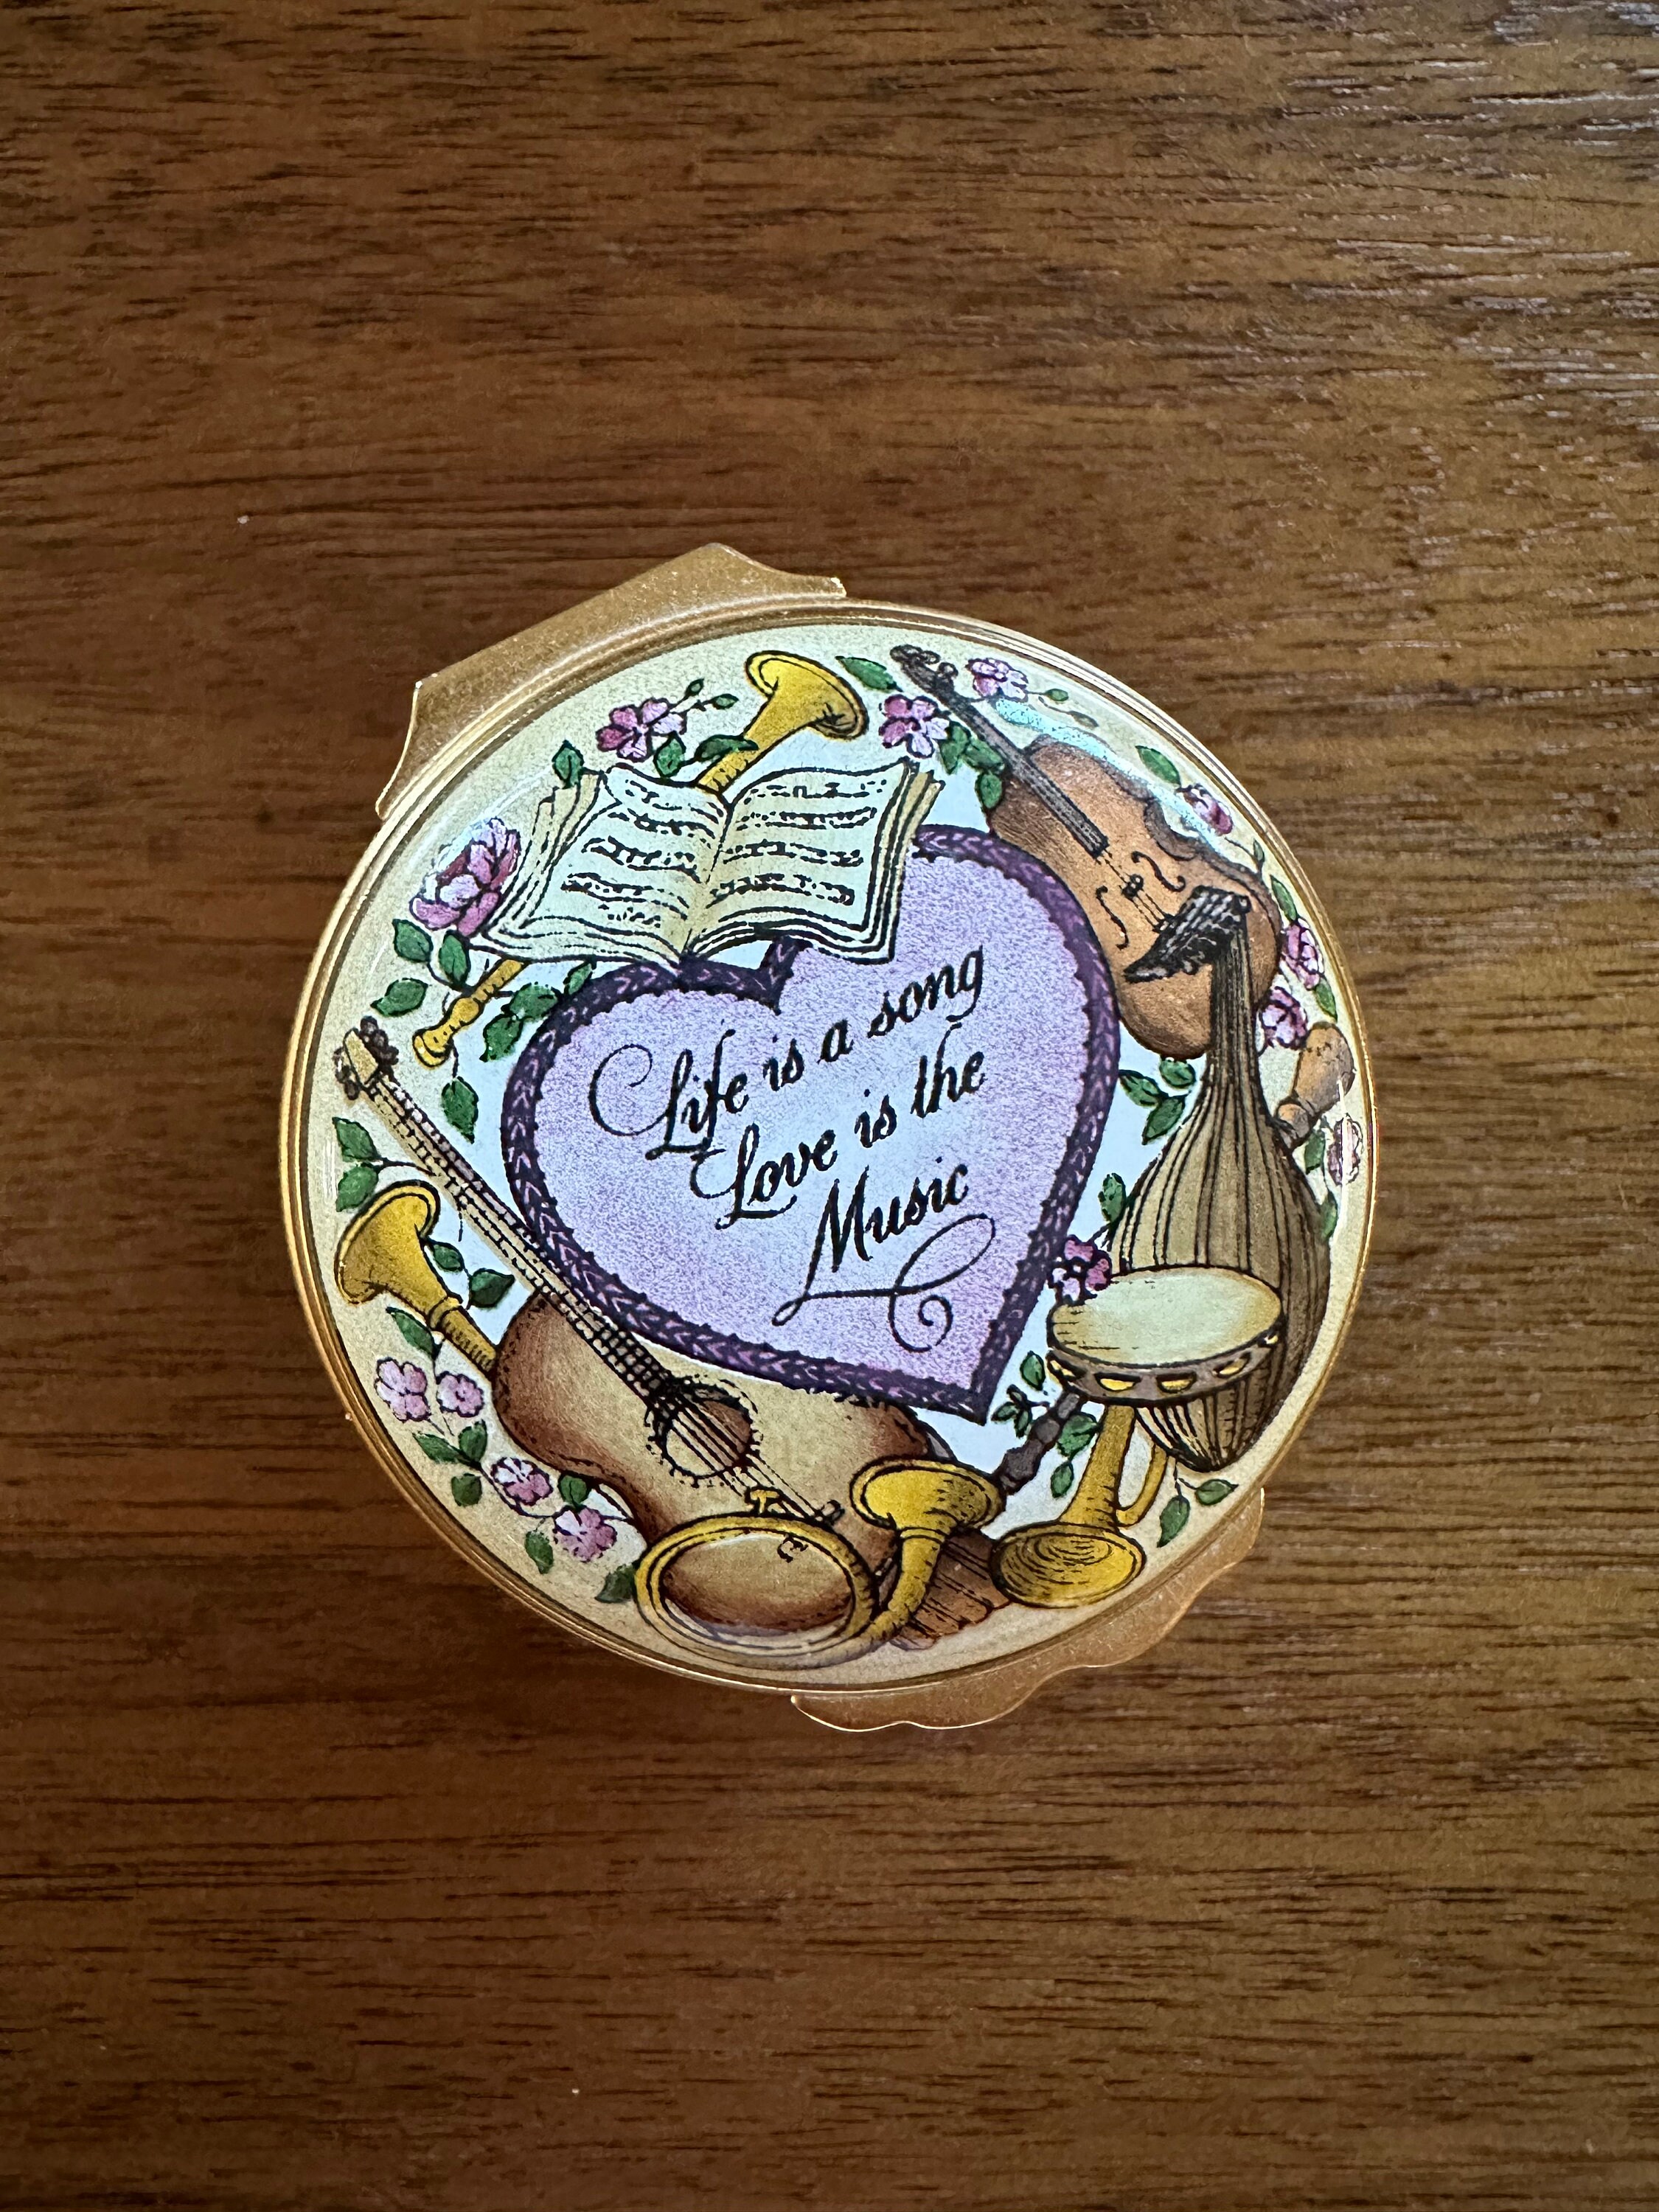 Life is a song
Love is the
Music